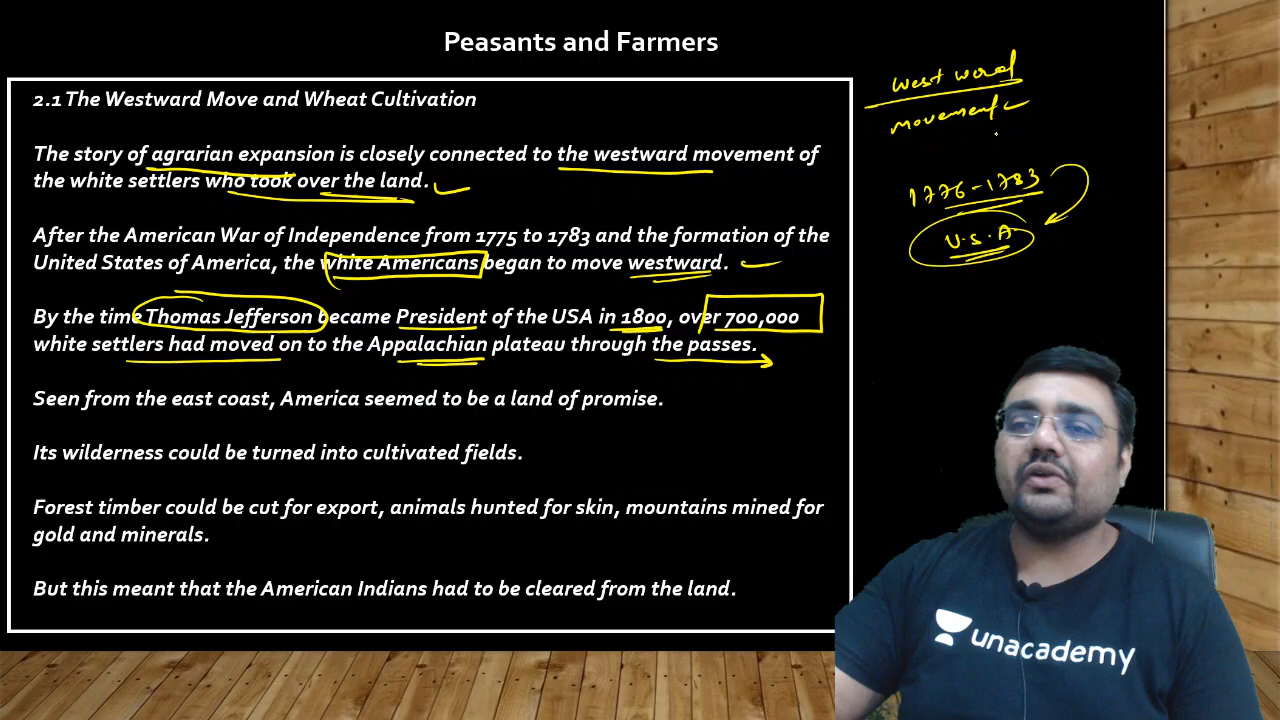 Peasants and Farmers
2.1 The Westward Move and Wheat Cultivation
The story of agrarian expansion is closely connected to the westward movement of
the white settlers who took over the land.
After the American War of Independence from 1775 to 1783 and the formation of the
United States of America, the white Americans began to move westward.
By the time Thomas Jefferson became President of the USA in 1800, over 700,000
white settlers had moved on to the Appalachian plateau through the passes.
Seen from the east coast, America seemed to be a land of promise.
Its wilderness could be turned into cultivated fields.
Forest timber could be cut for export, animals hunted for skin, mountains mined for
gold and minerals.
But this meant that the American Indians had to be cleared from the land.
west word
movement
1776-1783
U.S.A
unacademy